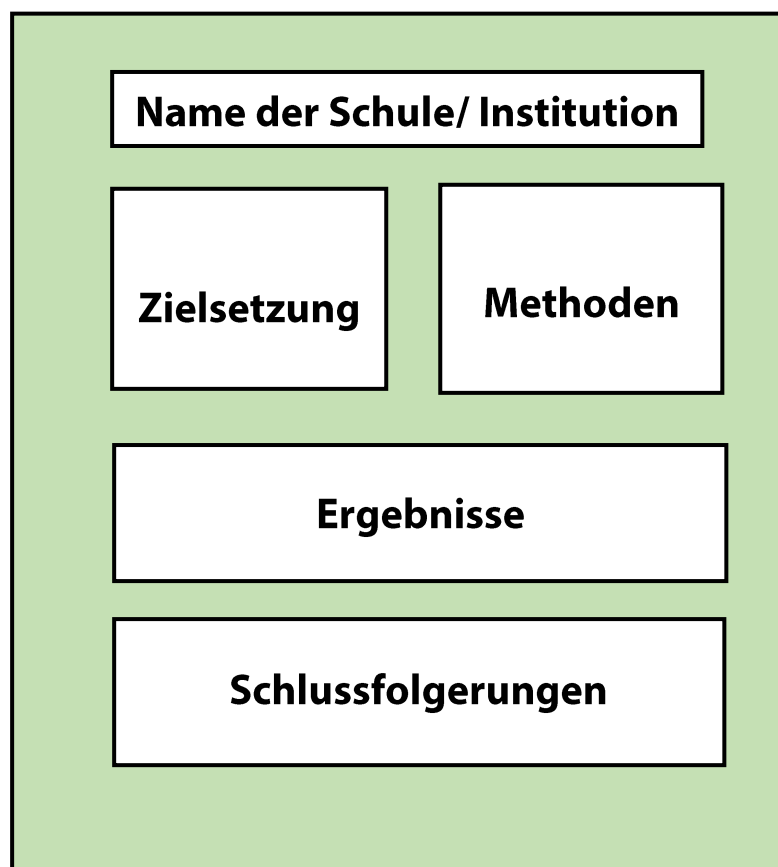 Name der Schule/ Institution
Zielsetzung
Methoden
Ergebnisse
Schlussfolgerungen